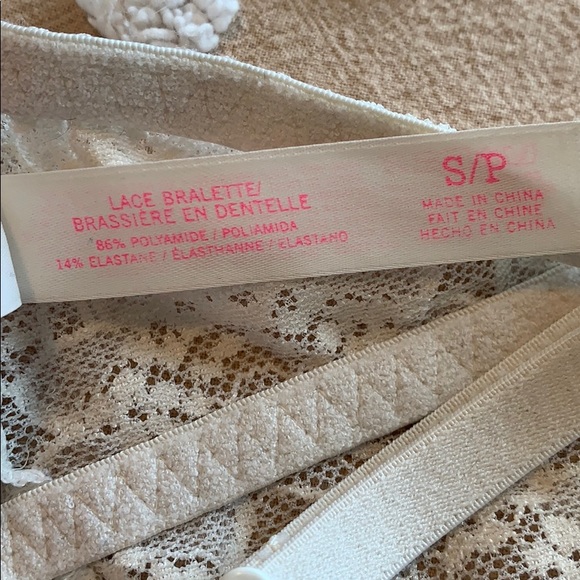 LACE BRALETTE/
BRASSIÈRE EN DENTELLE
86% POLYAMIDE / POLIAMIDA
14% ELASTANE / ÉLASTHANNE / ELASTANO
S/P
MADE IN CHINA
FAIT EN CHINE
HECHO EN CHINA